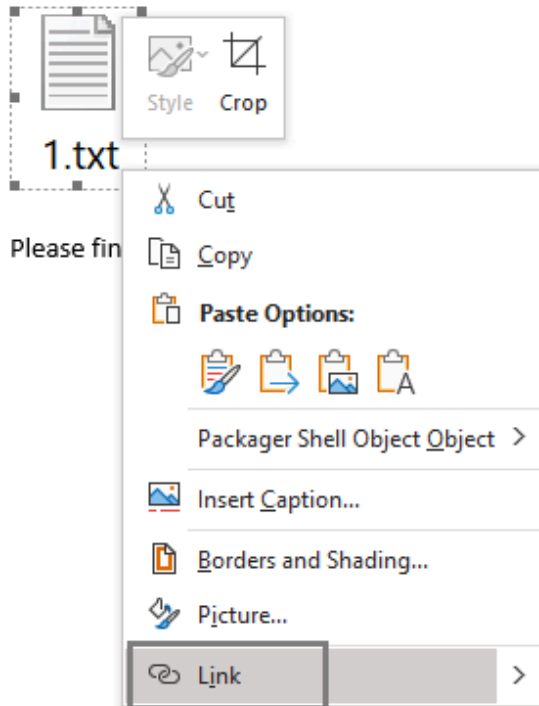 Style Crop
1.txt
Cut
Please fin
Copy
Paste Options:
A
Packager Shell Object Object
Insert Caption...
Borders and Shading...
Picture...
Link